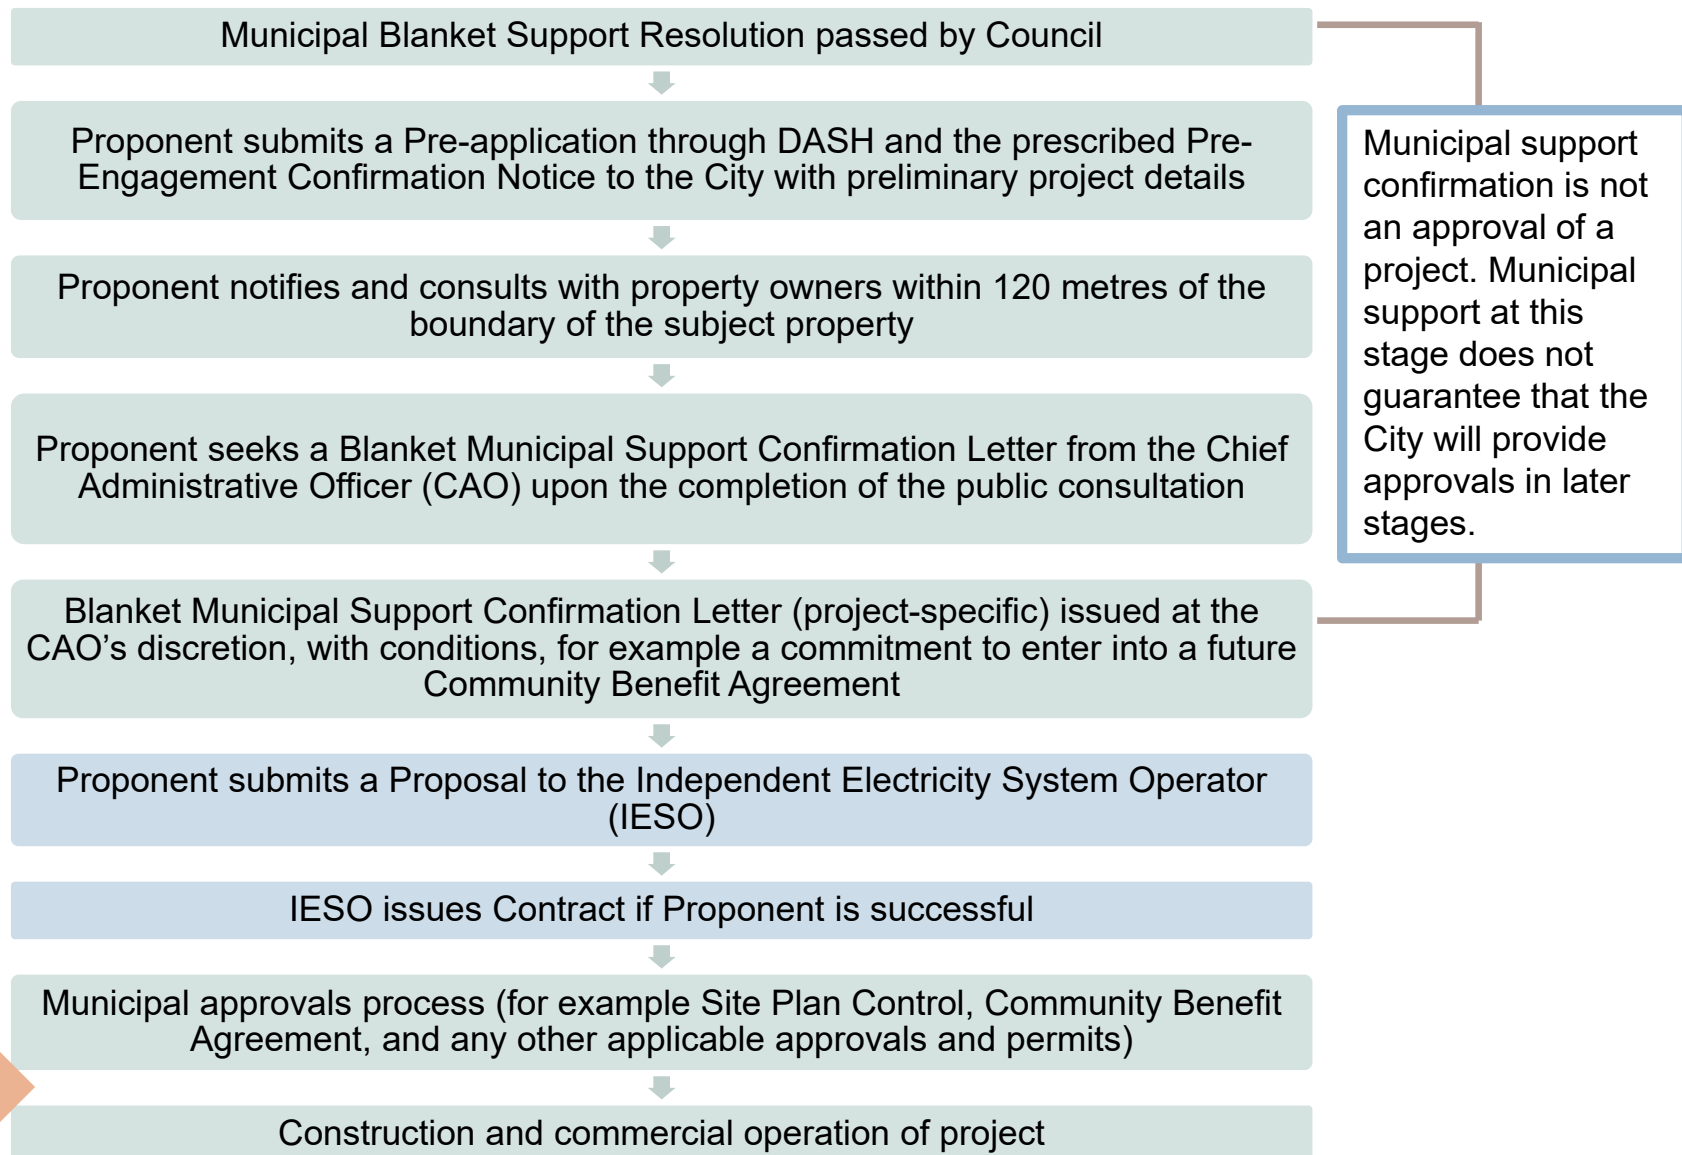 Municipal Blanket Support Resolution passed by Council
Proponent submits a Pre-application through DASH and the prescribed Pre-
Engagement Confirmation Notice to the City with preliminary project details
Proponent notifies and consults with property owners within 120 metres of the
boundary of the subject property
Proponent seeks a Blanket Municipal Support Confirmation Letter from the Chief
Administrative Officer (CAO) upon the completion of the public consultation
Blanket Municipal Support Confirmation Letter (project-specific) issued at the
CAO’s discretion, with conditions, for example a commitment to enter into a future
Community Benefit Agreement
Proponent submits a Proposal to the Independent Electricity System Operator
(IESO)
IESO issues Contract if Proponent is successful
Municipal approvals process (for example Site Plan Control, Community Benefit
Agreement, and any other applicable approvals and permits)
Construction and commercial operation of project
Municipal support
confirmation is not
an approval of a
project. Municipal
support at this
stage does not
guarantee that the
City will provide
approvals in later
stages.